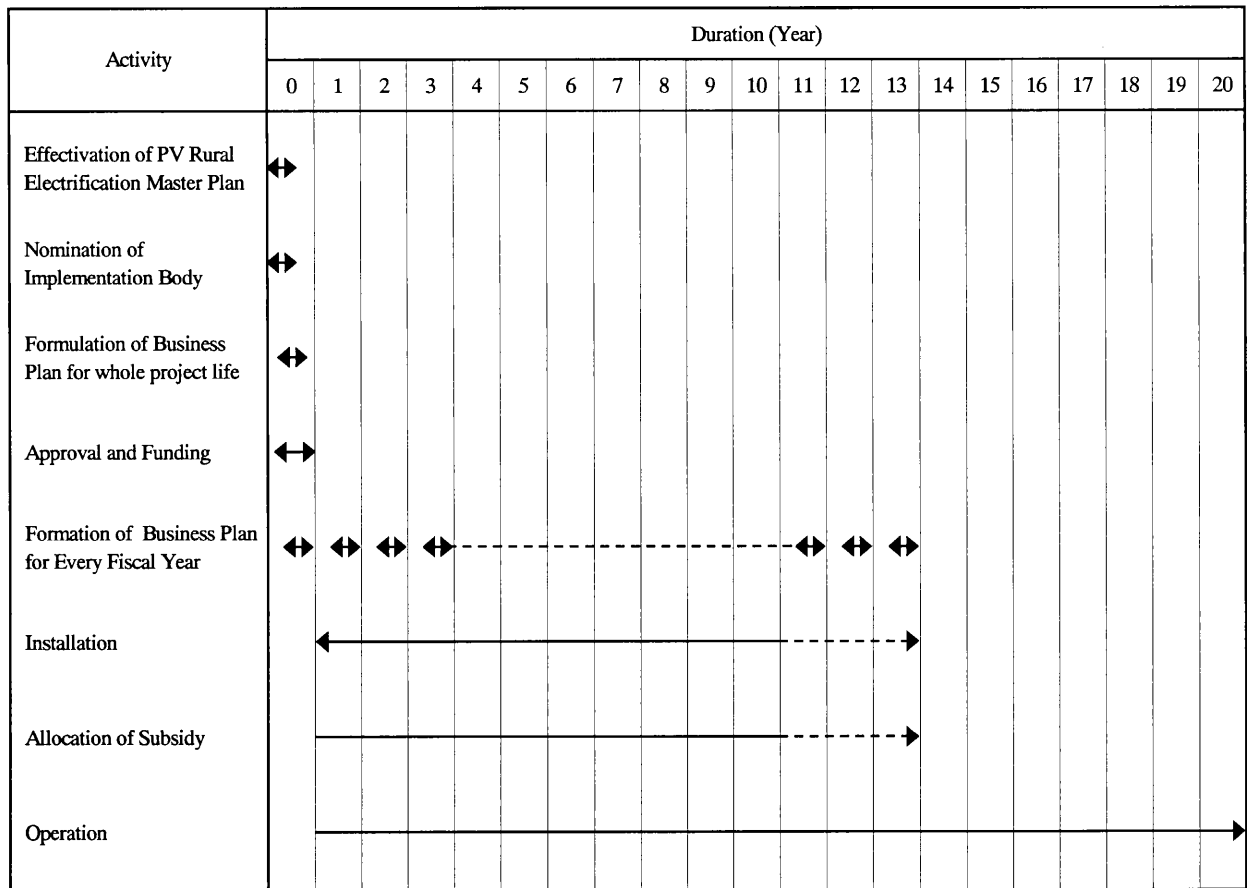 Activity
Duration (Year)
0 1 2 3 4 5 6 7 8 9 10 11 12 13 14 15 16 17 18 19 20
Effectivation of PV Rural
Electrification Master Plan
Nomination of
Implementation Body
Formulation of Business
Plan for whole project life
Approval and Funding
Formation of Business Plan
for Every Fiscal Year
Installation
Allocation of Subsidy
Operation